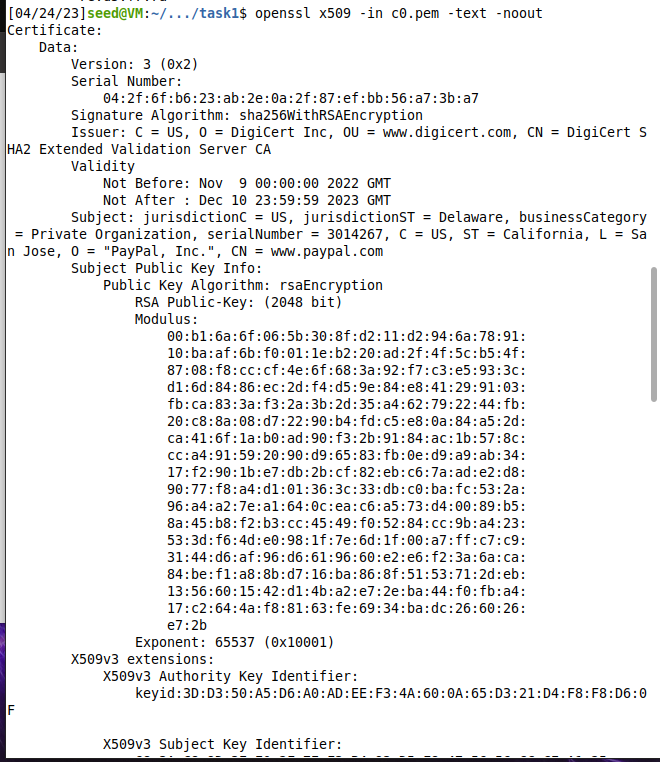 [04/24/23]seed@VM:~/.../task1$ openssl x509 -in c0.pem -text -noout
Certificate:
    Data:
        Version: 3 (0x2)
        Serial Number:
            04:2f:6f:b6:23:ab:2e:0a:2f:87:ef:bb:56:a7:3b:a7
        Signature Algorithm: sha256WithRSAEncryption
        Issuer: C = US, O = DigiCert Inc, OU = www.digicert.com, CN = DigiCert S
HA2 Extended Validation Server CA
        Validity
            Not Before: Nov  9 00:00:00 2022 GMT
            Not After : Dec 10 23:59:59 2023 GMT
        Subject: jurisdictionC = US, jurisdictionST = Delaware, businessCategory
 = Private Organization, serialNumber = 3014267, C = US, ST = California, L = Sa
n Jose, O = "PayPal, Inc.", CN = www.paypal.com
        Subject Public Key Info:
            Public Key Algorithm: rsaEncryption
                RSA Public-Key: (2048 bit)
                Modulus:
                    00:b1:6a:6f:06:5b:30:8f:d2:11:d2:94:6a:78:91:
                    10:ba:af:6b:f0:01:1e:b2:20:ad:2f:4f:5c:b5:4f:
                    87:08:f8:cc:cf:4e:6f:68:3a:92:f7:c3:e5:93:3c:
                    d1:6d:84:86:ec:2d:f4:d5:9e:84:e8:41:29:91:03:
                    fb:ca:83:3a:f3:2a:3b:2d:35:a4:62:79:22:44:fb:
                    20:c8:8a:08:d7:22:90:b4:fd:c5:e8:0a:84:a5:2d:
                    ca:41:6f:1a:b0:ad:90:f3:2b:91:84:ac:1b:57:8c:
                    cc:a4:91:59:20:90:d9:65:83:fb:0e:d9:a9:ab:34:
                    17:f2:90:1b:e7:db:2b:cf:82:eb:c6:7a:ad:e2:d8:
                    90:77:f8:a4:d1:01:36:3c:33:db:c0:ba:fc:53:2a:
                    96:a4:a2:7e:a1:64:0c:ea:c6:a5:73:d4:00:89:b5:
                    8a:45:b8:f2:b3:cc:45:49:f0:52:84:cc:9b:a4:23:
                    53:3d:f6:4d:e0:98:1f:7e:6d:1f:00:a7:ff:c7:c9:
                    31:44:d6:af:96:d6:61:96:60:e2:e6:f2:3a:6a:ca:
                    84:be:f1:a8:8b:d7:16:ba:86:8f:51:53:71:2d:eb:
                    13:56:60:15:42:d1:4b:a2:e7:2e:ba:44:f0:fb:a4:
                    17:c2:64:4a:f8:81:63:fe:69:34:ba:dc:26:60:26:
                    e7:2b
                Exponent: 65537 (0x10001)
        X509v3 extensions:
            X509v3 Authority Key Identifier:
                keyid:3D:D3:50:A5:D6:A0:AD:EE:F3:4A:60:0A:65:D3:21:D4:F8:F8:D6:0
F
            X509v3 Subject Key Identifier: